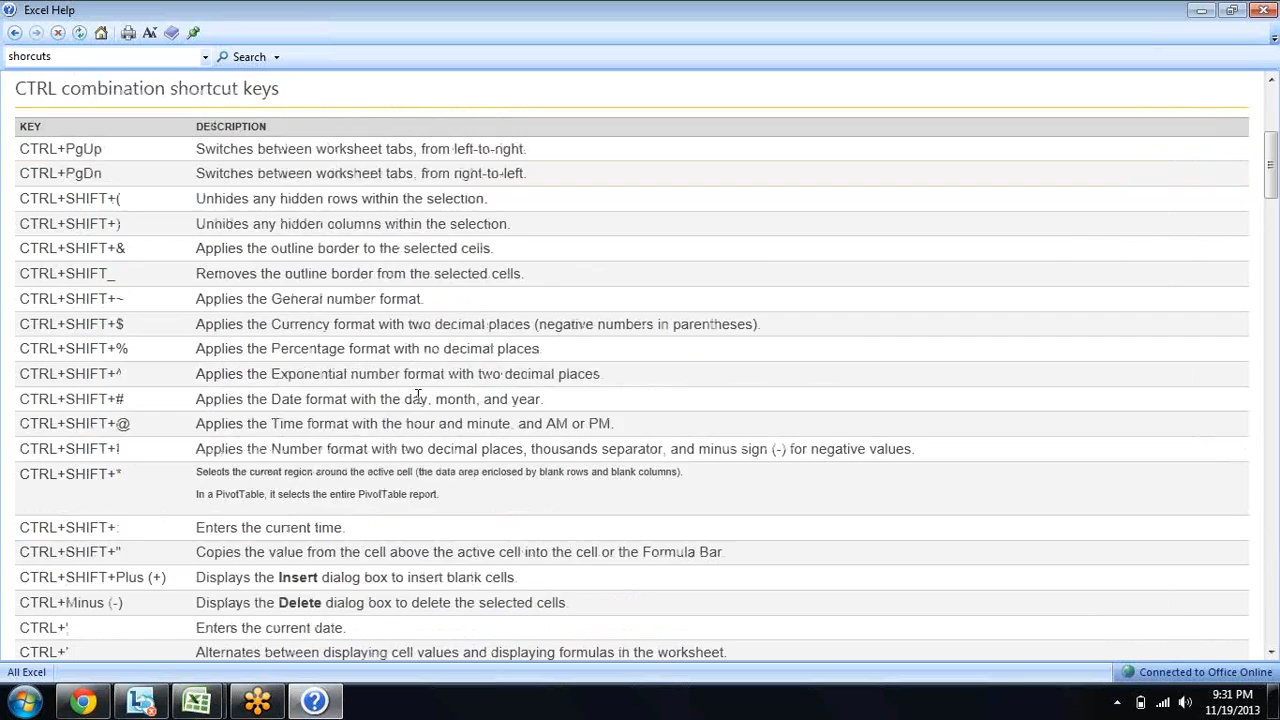 Excel Help
shorcuts
Search
CTRL combination shortcut keys
KEY DESCRIPTION
CTRL+PgUp Switches between worksheet tabs, from left-to-right.
CTRL+PgDn Switches between worksheet tabs, from right-to-left.
CTRL+SHIFT+( Unhides any hidden rows within the selection.
CTRL+SHIFT+) Unhides any hidden columns within the selection.
CTRL+SHIFT+& Applies the outline border to the selected cells.
CTRL+SHIFT_ Removes the outline border from the selected cells.
CTRL+SHIFT+~ Applies the General number format.
CTRL+SHIFT+$ Applies the Currency format with two decimal places (negative numbers in parentheses).
CTRL+SHIFT+% Applies the Percentage format with no decimal places.
CTRL+SHIFT+^ Applies the Exponential number format with two decimal places.
CTRL+SHIFT+# Applies the Date format with the day, month, and year.
CTRL+SHIFT+@ Applies the Time format with the hour and minute, and AM or PM.
CTRL+SHIFT+! Applies the Number format with two decimal places, thousands separator, and minus sign (-) for negative values.
CTRL+SHIFT+* Selects the current region around the active cell (the data area enclosed by blank rows and blank columns).
In a PivotTable, it selects the entire PivotTable report.
CTRL+SHIFT+: Enters the current time.
CTRL+SHIFT+" Copies the value from the cell above the active cell into the cell or the Formula Bar.
CTRL+SHIFT+Plus (+) Displays the Insert dialog box to insert blank cells.
CTRL+Minus (-) Displays the Delete dialog box to delete the selected cells.
CTRL+; Enters the current date.
CTRL+` Alternates between displaying cell values and displaying formulas in the worksheet.
All Excel
Connected to Office Online
9:31 PM
11/19/2013